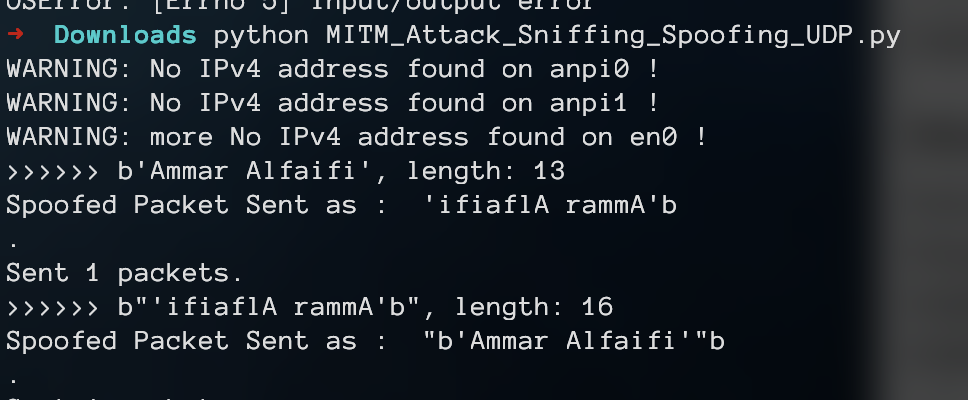 OSError: [Errno 5] Input/output error
➜  Downloads python MITM_Attack_Sniffing_Spoofing_UDP.py
WARNING: No IPv4 address found on anpi0 !
WARNING: No IPv4 address found on anpi1 !
WARNING: more No IPv4 address found on en0 !
>>>>>> b'Ammar Alfaifi', length: 13
Spoofed Packet Sent as :  'ifiaflA rammA'b
.
Sent 1 packets.
>>>>>> b"'ifiaflA rammA'b", length: 16
Spoofed Packet Sent as :  "b'Ammar Alfaifi'"b
.